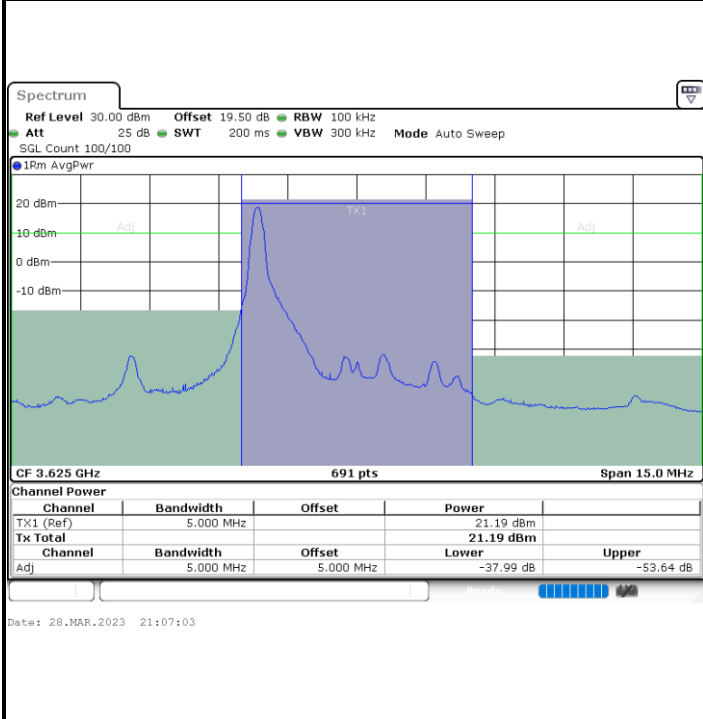 Spectrum
Ref Level 30.00 dBm Offset 19.50 dB RBW 100 kHz
Att 25 dB SWT 200 ms VBW 300 kHz Mode Auto Sweep
SGL Count 100/100
1Rm AvgPwr
20 dBm
TX1
Adj
Adj
10 dBm
0 dBm
-10 dBm
CF 3.625 GHz 691 pts Span 15.0 MHz
Channel Power
Channel Bandwidth Offset Power
TX1 (Ref) 5.000 MHz 21.19 dBm
Tx Total 21.19 dBm
Channel Bandwidth Offset Lower Upper
Adj 5.000 MHz 5.000 MHz -37.99 dB -53.64 dB
Ready
Date: 28.MAR.2023 21:07:03